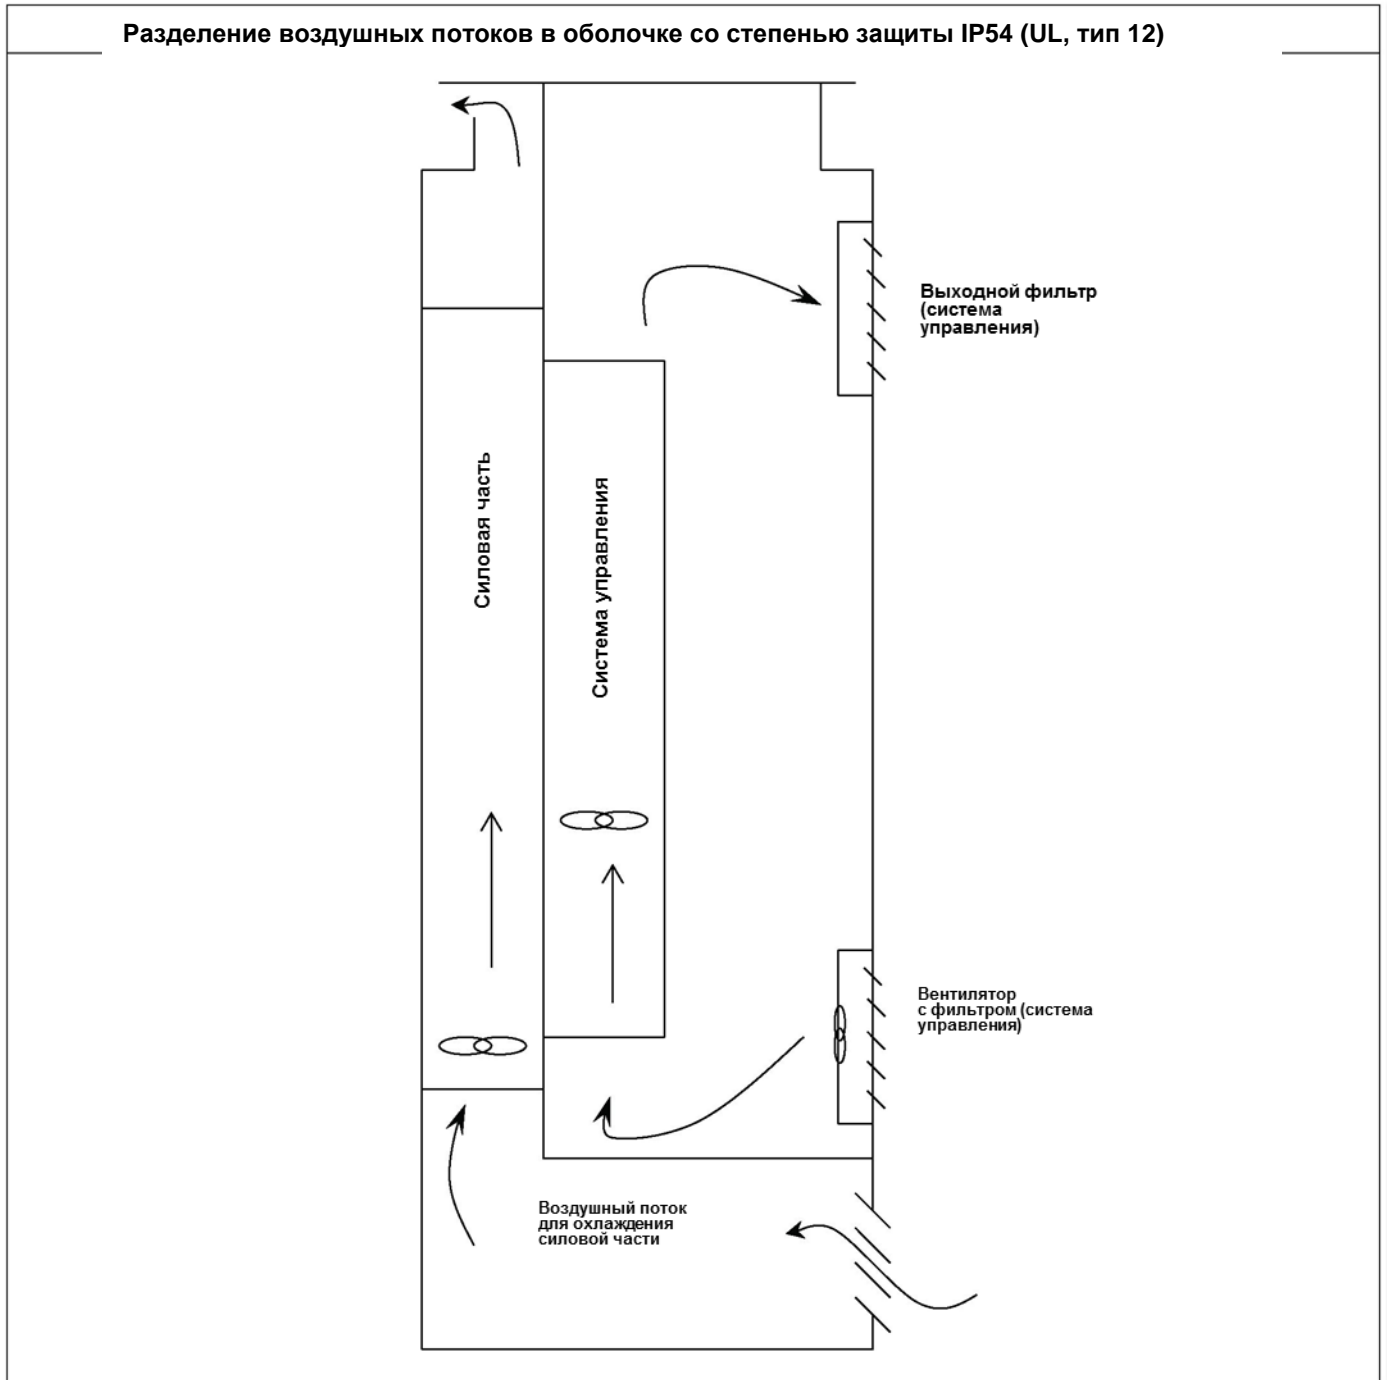 Разделение воздушных потоков в оболочке со степенью защиты IP54 (UL, тип 12)
Выходной фильтр
(система
управления)
Силовая часть
Система управления
Вентилятор
с фильтром (система
управления)
Воздушный поток
для охлаждения
силовой части